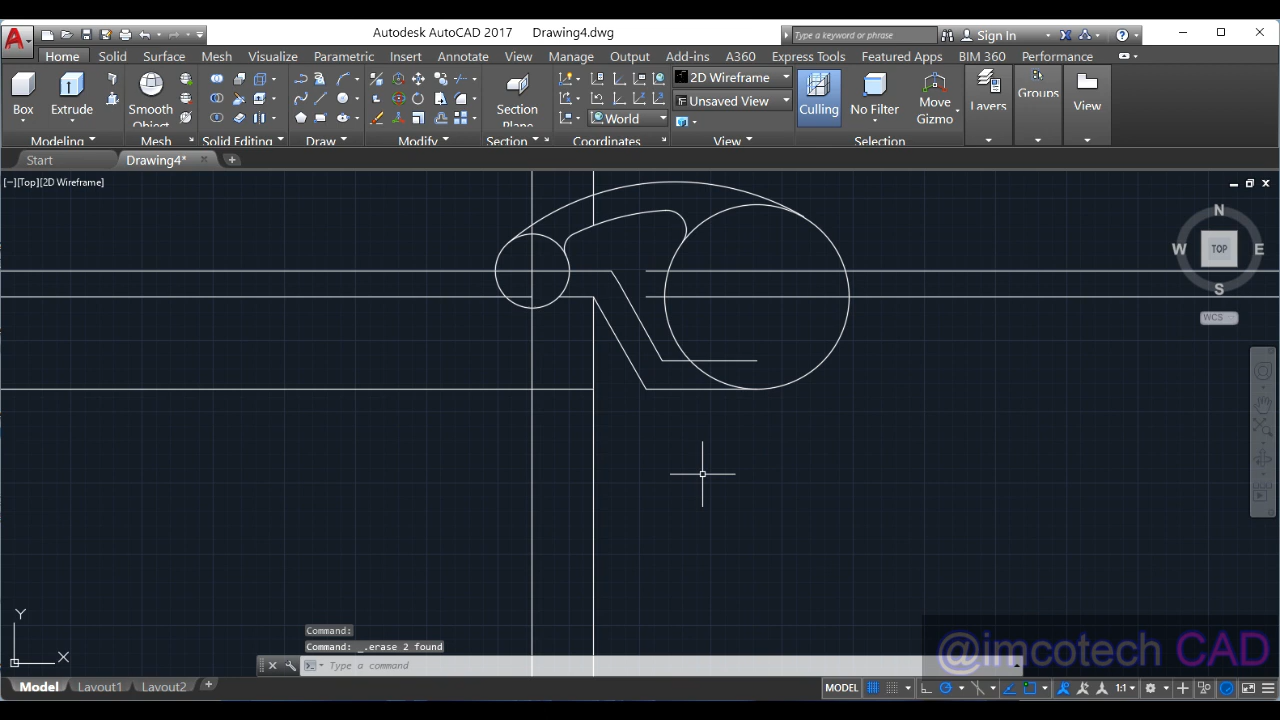 Autodesk AutoCAD 2017 Drawing4.dwg
Type a keyword or phrase
Sign In
Home Solid Surface Mesh Visualize Parametric Insert Annotate View Manage Output Add-ins A360 Express Tools Featured Apps BIM 360 Performance
Box
Extrude
Smooth
Object
Section
Plane
World
2D Wireframe
Unsaved View
Culling
No Filter
Move
Gizmo
Layers
Groups
View
Modeling Mesh Solid Editing Draw Modify Section Coordinates View Selection
Start Drawing4*
[−][Top][2D Wireframe]
N
W TOP E
S
WCS
Y
X
Command:
Command: _.erase 2 found
Type a command
@imcotech CAD
Model Layout1 Layout2
MODEL
1:1